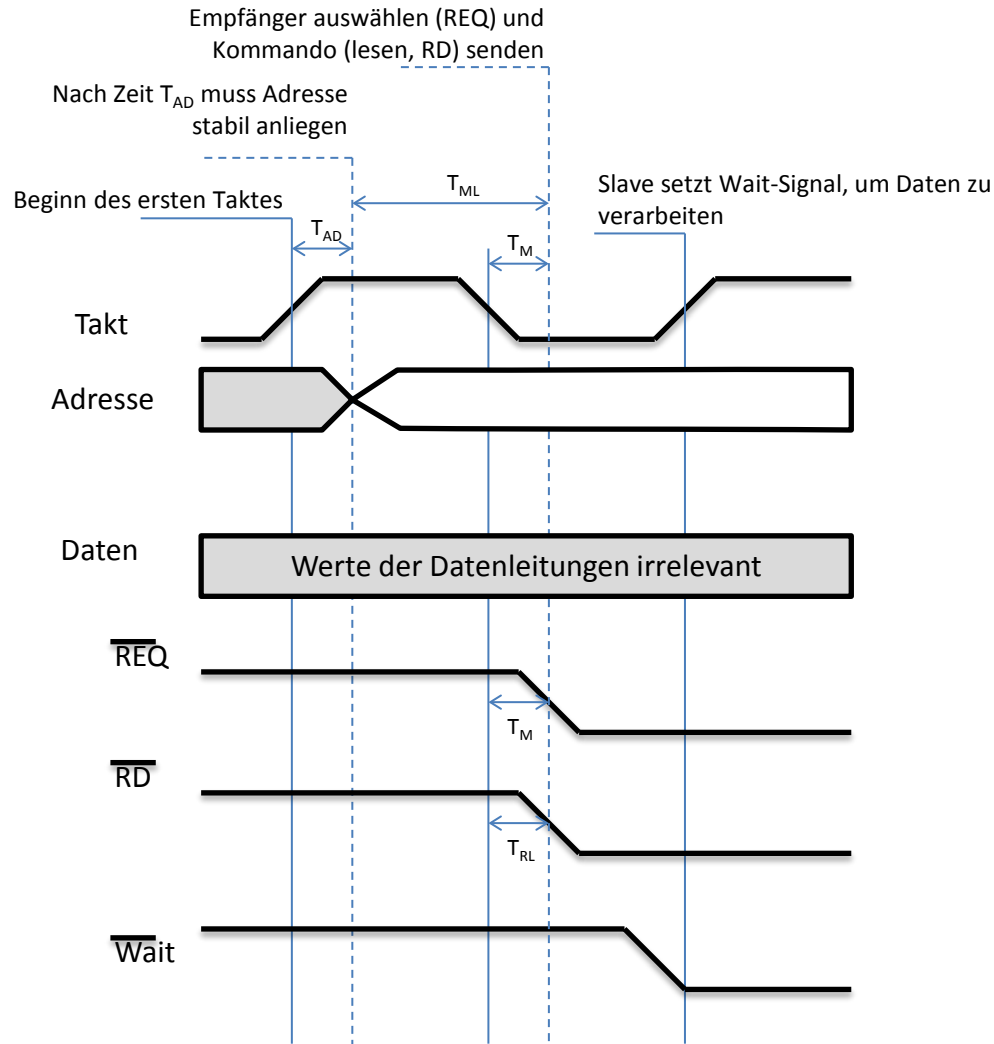 Empfänger auswählen (REQ) und
Kommando (lesen, RD) senden
Nach Zeit TAD muss Adresse
stabil anliegen
Beginn des ersten Taktes
TML
Slave setzt Wait-Signal, um Daten zu
verarbeiten
TAD
TM
Takt
Adresse
Daten
Werte der Datenleitungen irrelevant
REQ
TM
RD
TRL
Wait